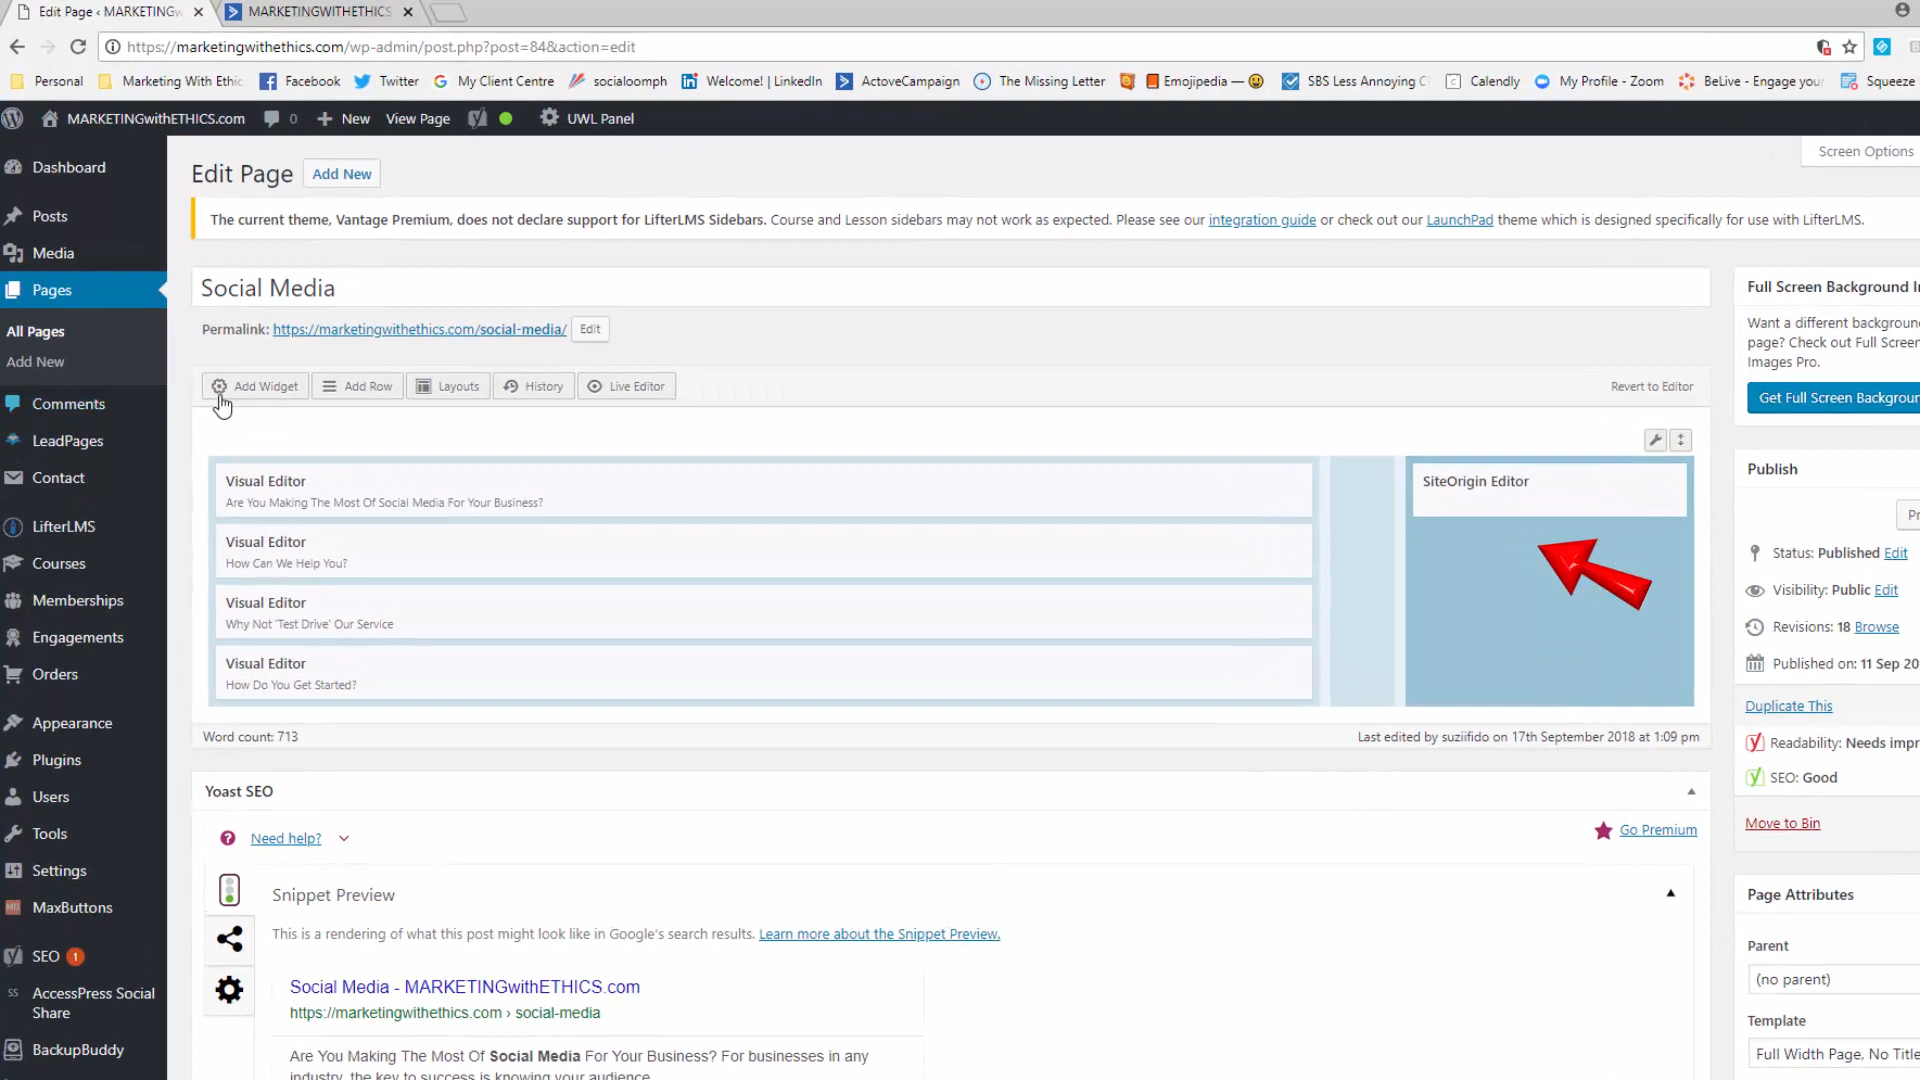 Edit Page ‹ MARKETING
MARKETINGWITHETHICS
https://marketingwithethics.com/wp-admin/post.php?post=84&action=edit
Personal Marketing With Ethic Facebook Twitter My Client Centre socialoomph Welcome! | LinkedIn ActoveCampaign The Missing Letter Emojipedia — 😃 SBS Less Annoying C Calendly My Profile - Zoom BeLive - Engage your Squeeze
MARKETINGwithETHICS.com 0 New View Page UWL Panel
Screen Options
Dashboard
Posts
Media
Pages
All Pages
Add New
Comments
LeadPages
Contact
LifterLMS
Courses
Memberships
Engagements
Orders
Appearance
Plugins
Users
Tools
Settings
MaxButtons
SEO 1
AccessPress Social
Share
BackupBuddy
Edit Page Add New
The current theme, Vantage Premium, does not declare support for LifterLMS Sidebars. Course and Lesson sidebars may not work as expected. Please see our integration guide or check out our LaunchPad theme which is designed specifically for use with LifterLMS.
Social Media
Permalink: https://marketingwithethics.com/social-media/ Edit
Add Widget Add Row Layouts History Live Editor Revert to Editor
Visual Editor
Are You Making The Most Of Social Media For Your Business?
Visual Editor
How Can We Help You?
Visual Editor
Why Not 'Test Drive' Our Service
Visual Editor
How Do You Get Started?
SiteOrigin Editor
Word count: 713
Last edited by suziifido on 17th September 2018 at 1:09 pm
Yoast SEO
Need help?
Go Premium
Snippet Preview
This is a rendering of what this post might look like in Google's search results. Learn more about the Snippet Preview.
Social Media - MARKETINGwithETHICS.com
https://marketingwithethics.com › social-media
Are You Making The Most Of Social Media For Your Business? For businesses in any
industry, the key to success is knowing your audience
Full Screen Background
Want a different background
page? Check out Full Screen
Images Pro.
Get Full Screen Backgroun
Publish
Status: Published Edit
Visibility: Public Edit
Revisions: 18 Browse
Published on: 11 Sep 20
Duplicate This
Readability: Needs impr
SEO: Good
Move to Bin
Page Attributes
Parent
(no parent)
Template
Full Width Page, No Title